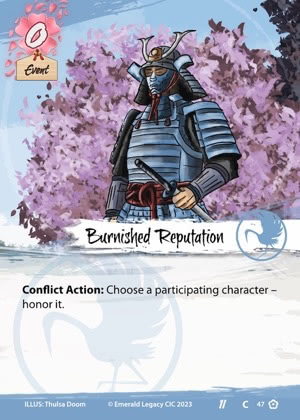 0
Event
Burnished Reputation
Conflict Action: Choose a participating character –
honor it.
ILLUS: Thulsa Doom © Emerald Legacy CIC 2023 C 47